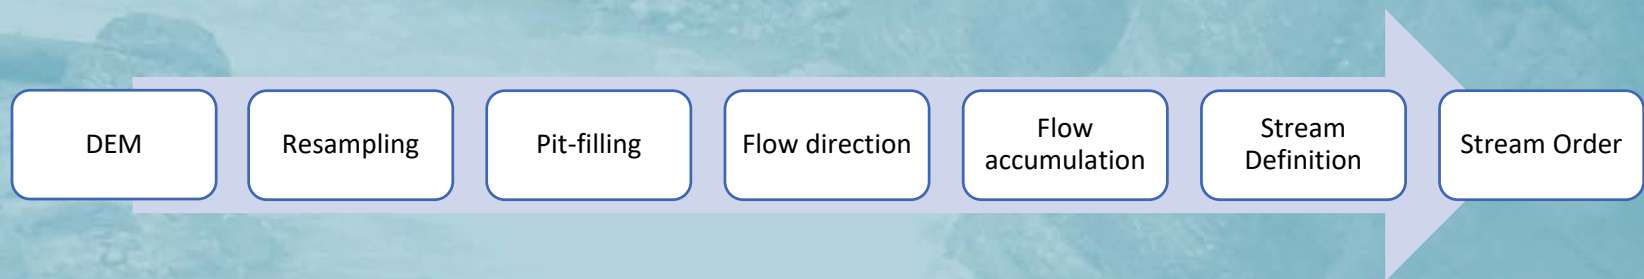 DEM
Resampling
Pit-filling
Flow direction
Flow
accumulation
Stream
Definition
Stream Order